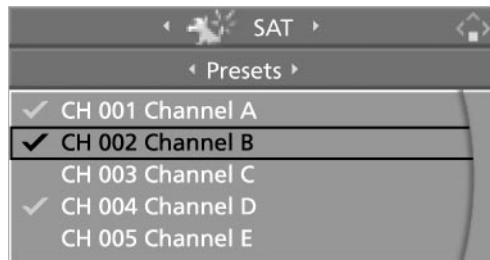 SAT
Presets
CH 001 Channel A
CH 002 Channel B
CH 003 Channel C
CH 004 Channel D
CH 005 Channel E